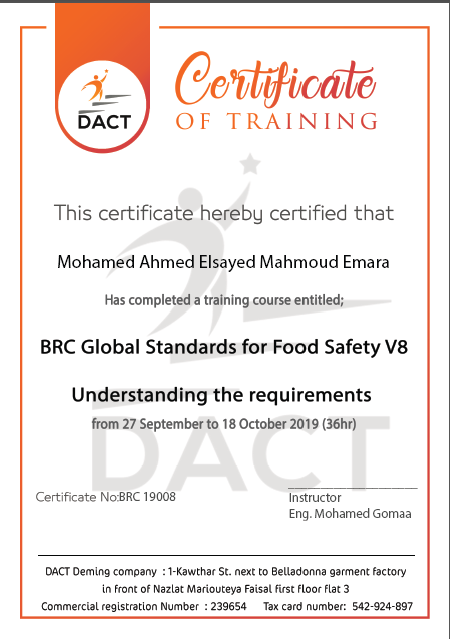 DACT
Certificate
OF TRAINING
This certificate hereby certified that
Mohamed Ahmed Elsayed Mahmoud Emara
Has completed a training course entitled;
BRC Global Standards for Food Safety V8
Understanding the requirements
from 27 September to 18 October 2019 (36hr)
DACT
Certificate No:BRC 19008
Instructor
Eng. Mohamed Gomaa
DACT Deming company : 1-Kawthar St. next to Belladonna garment factory
in front of Nazlat Mariouteya Faisal first floor flat 3
Commercial registration Number : 239654 Tax card number: 542-924-897